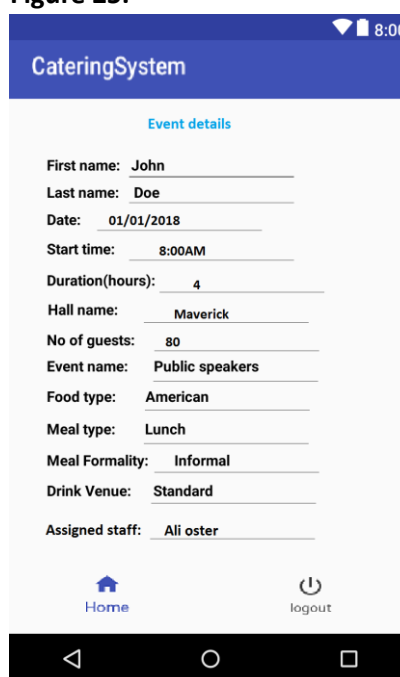 8:00
CateringSystem
Event details
First name: John
Last name: Doe
Date: 01/01/2018
Start time: 8:00AM
Duration(hours): 4
Hall name: Maverick
No of guests: 80
Event name: Public speakers
Food type: American
Meal type: Lunch
Meal Formality: Informal
Drink Venue: Standard
Assigned staff: Ali oster
Home logout